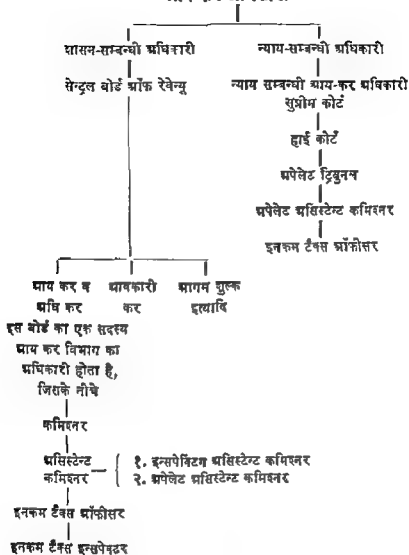 शासन-सम्बन्धी अधिकारी
न्याय-सम्बन्धी अधिकारी
सेन्ट्रल बोर्ड ऑफ रेवेन्यू
न्याय सम्बन्धी आय-कर अधिकारी
सुप्रीम कोर्ट
हाई कोर्ट
अपेलेट ट्रिबुनल
अपेलेट असिस्टेन्ट कमिश्नर
इनकम टैक्स ऑफीसर
आय कर व
अधि कर
आबकारी
कर
आगम शुल्क
इत्यादि
इस बोर्ड का एक सदस्य
आय कर विभाग का
अधिकारी होता है,
जिसके नीचे
कमिश्नर
असिस्टेन्ट
कमिश्नर
१. इन्सपेक्टिंग असिस्टेन्ट कमिश्नर
२. अपेलेट असिस्टेन्ट कमिश्नर
इनकम टैक्स ऑफीसर
इनकम टैक्स इन्सपेक्टर